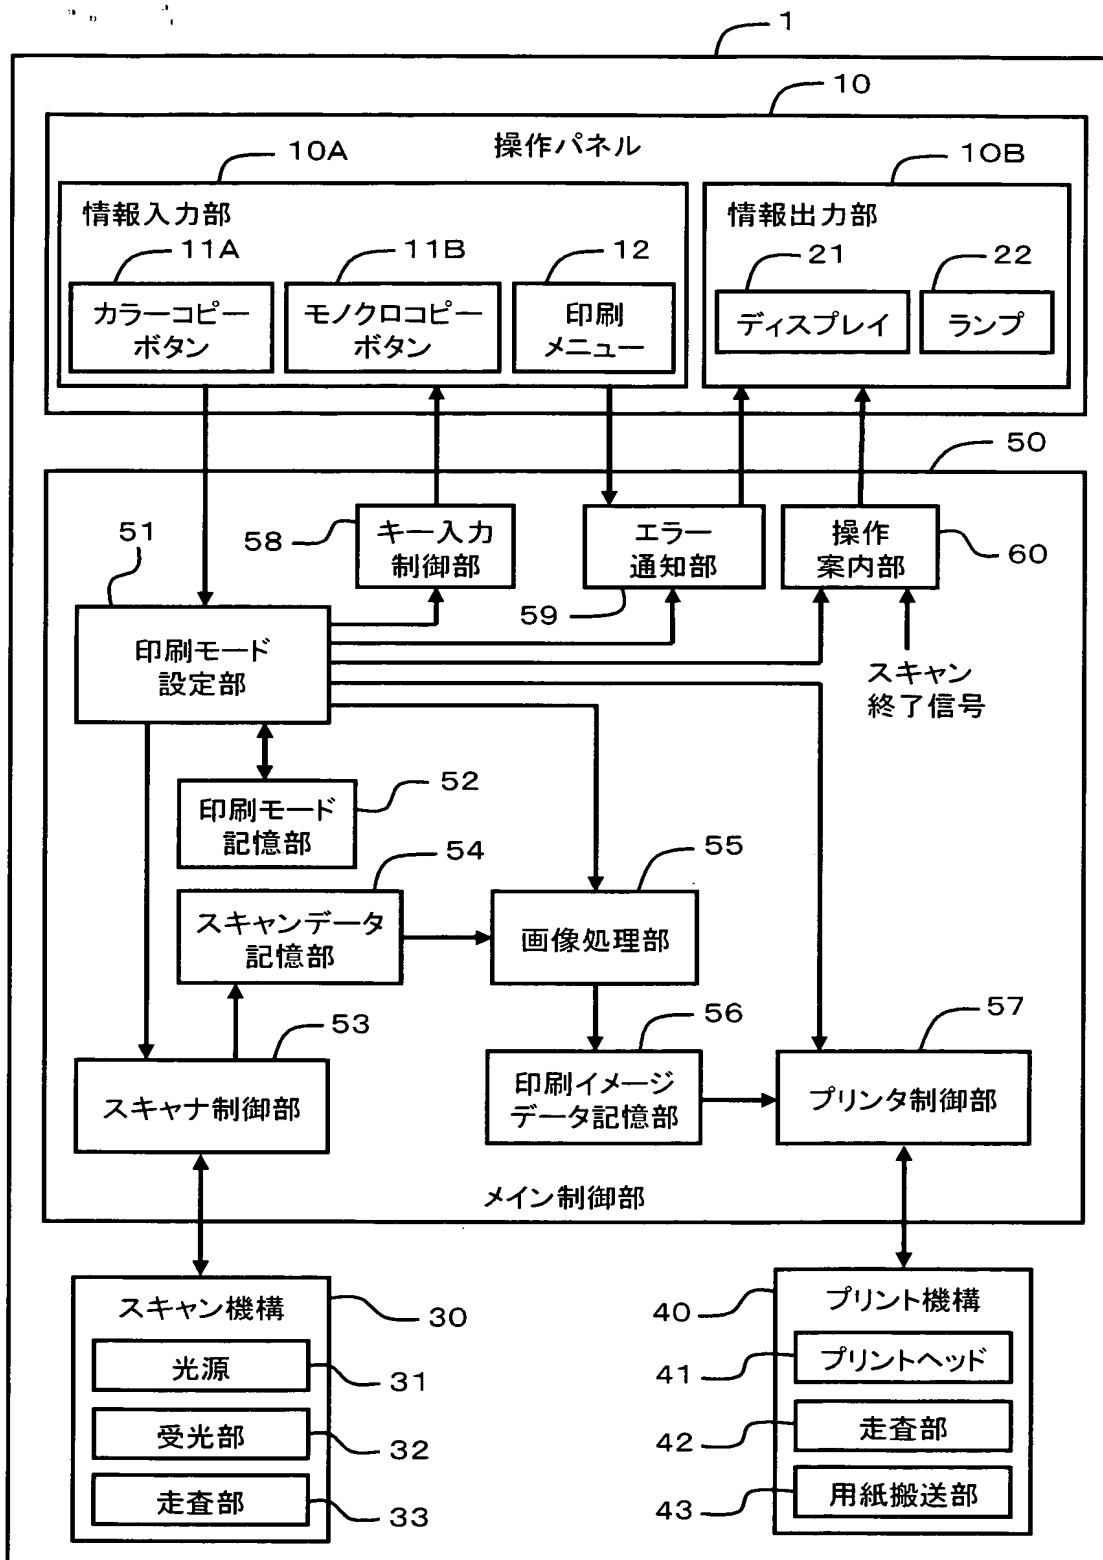 1
10
操作パネル
10A
10B
情報入力部
情報出力部
11A
11B
12
21
22
カラーコピー
ボタン
モノクロコピー
ボタン
印刷
メニュー
ディスプレイ
ランプ
50
51
58
キー入力
制御部
エラー
通知部
59
操作
案内部
60
印刷モード
設定部
スキャン
終了信号
印刷モード
記憶部
52
54
55
スキャンデータ
記憶部
画像処理部
53
56
57
スキャナ制御部
印刷イメージ
データ記憶部
プリンタ制御部
メイン制御部
スキャン機構
30
光源
31
受光部
32
走査部
33
40
プリント機構
41
プリントヘッド
42
走査部
43
用紙搬送部